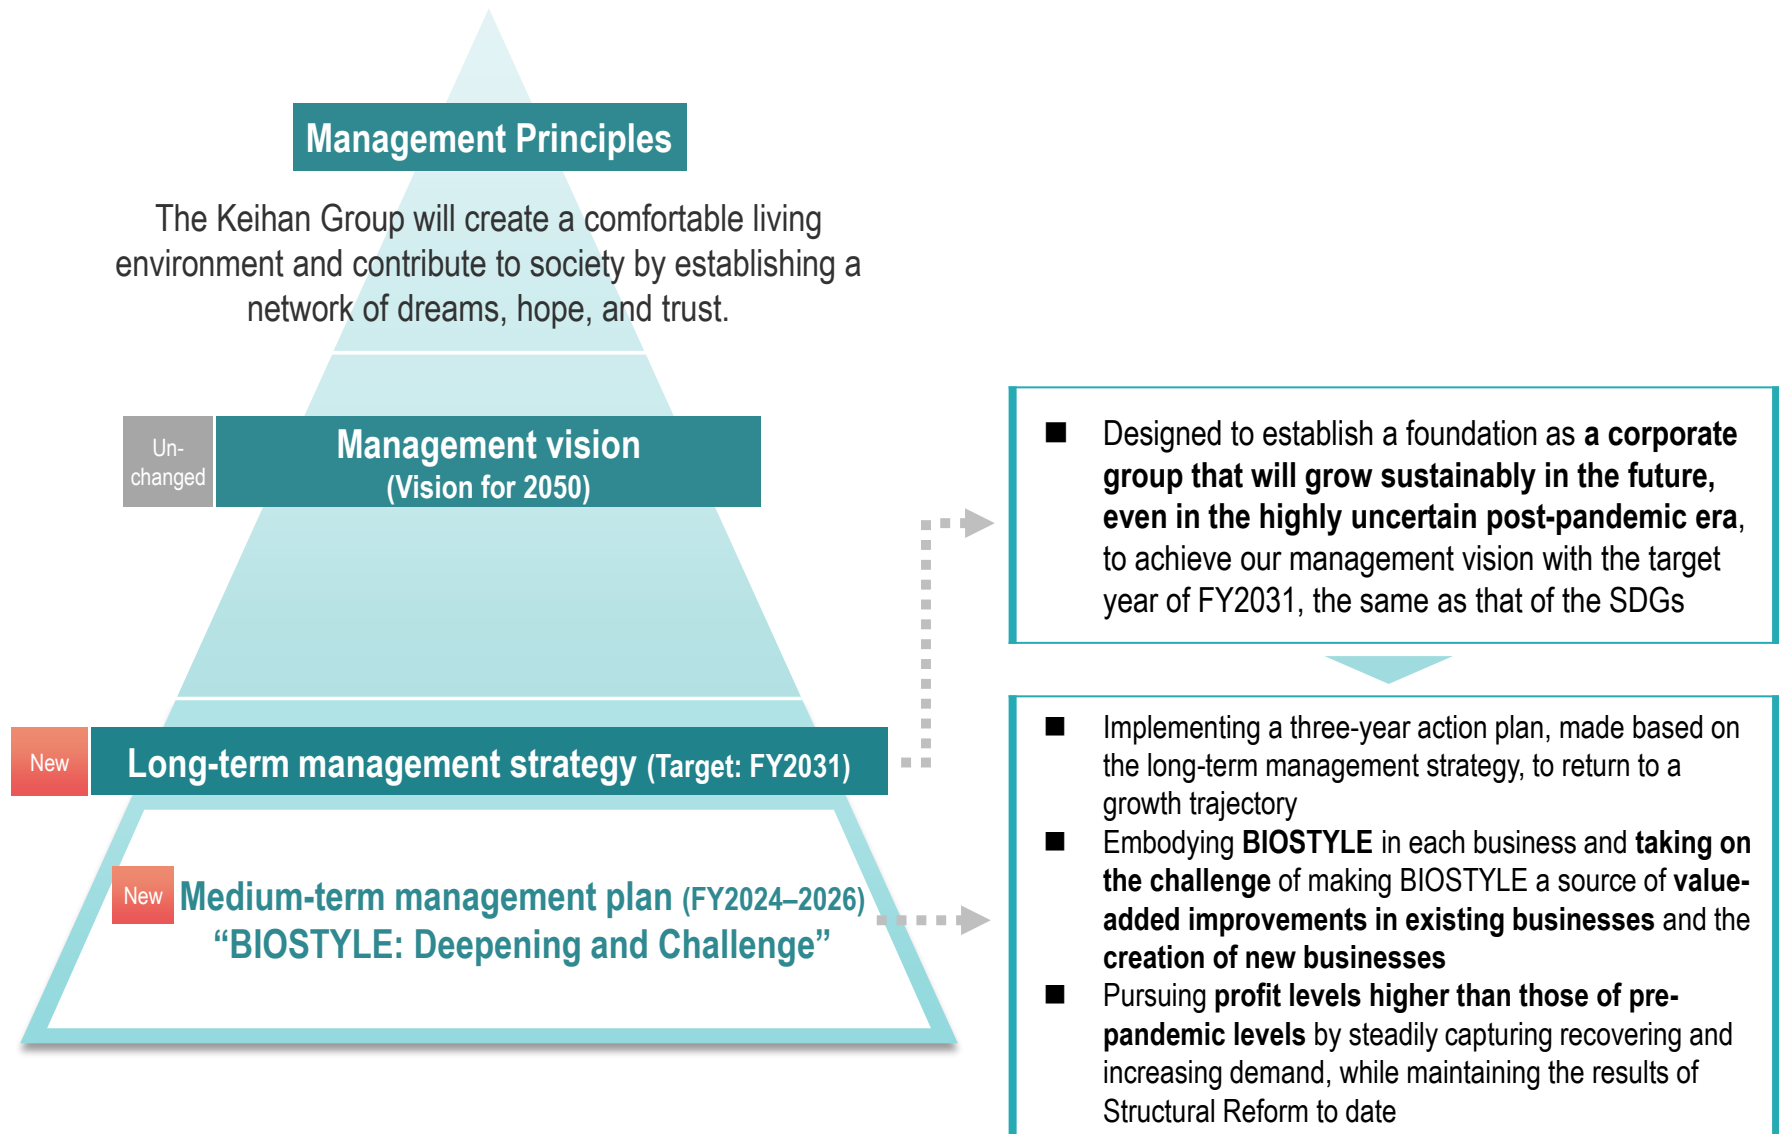 Management Principles
The Keihan Group will create a comfortable living
environment and contribute to society by establishing a
network of dreams, hope, and trust.
Un-
changed
Management vision
(Vision for 2050)
New
Long-term management strategy (Target: FY2031)
New
Medium-term management plan (FY2024–2026)
“BIOSTYLE: Deepening and Challenge”
■ Designed to establish a foundation as a corporate
group that will grow sustainably in the future,
even in the highly uncertain post-pandemic era,
to achieve our management vision with the target
year of FY2031, the same as that of the SDGs
■ Implementing a three-year action plan, made based on
the long-term management strategy, to return to a
growth trajectory
■ Embodying BIOSTYLE in each business and taking on
the challenge of making BIOSTYLE a source of value-
added improvements in existing businesses and the
creation of new businesses
■ Pursuing profit levels higher than those of pre-
pandemic levels by steadily capturing recovering and
increasing demand, while maintaining the results of
Structural Reform to date